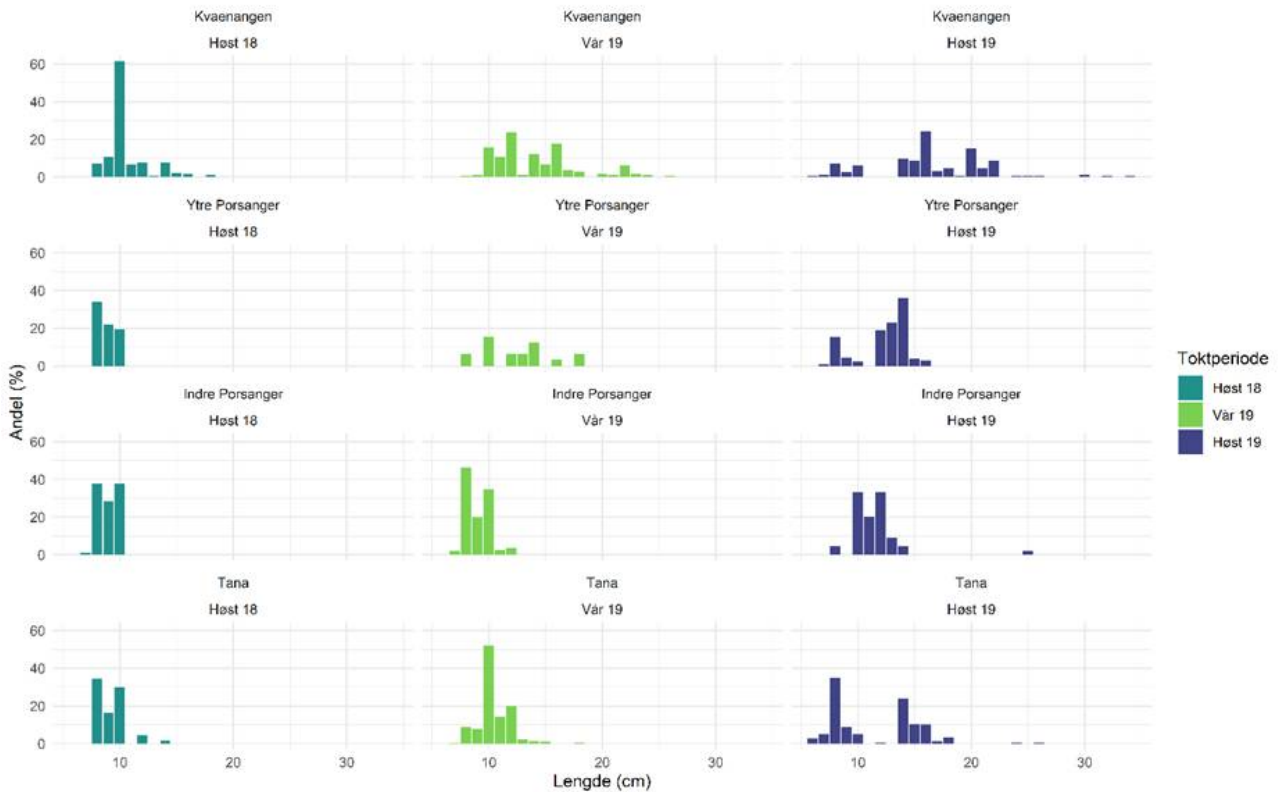 Kvaenangen Kvaenangen Kvaenangen
Høst 18 Vår 19 Høst 19
60
40
20
0
Ytre Porsanger Ytre Porsanger Ytre Porsanger
Høst 18 Vår 19 Høst 19
60
40
20
0
Indre Porsanger Indre Porsanger Indre Porsanger
Høst 18 Vår 19 Høst 19
60
40
20
0
Tana Tana Tana
Høst 18 Vår 19 Høst 19
60
40
20
0
10 20 30 10 20 30 10 20 30
Lengde (cm)
Andel (%)
Toktperiode
Høst 18
Vår 19
Høst 19